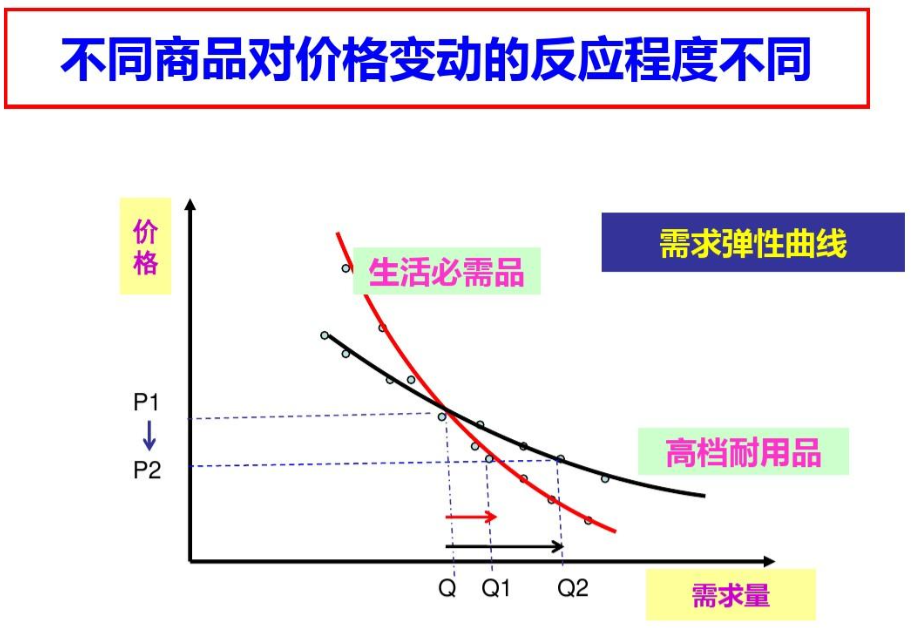 不同商品对价格变动的反应程度不同
价
格
需求弹性曲线
生活必需品
P1
P2
高档耐用品
Q Q1 Q2
需求量